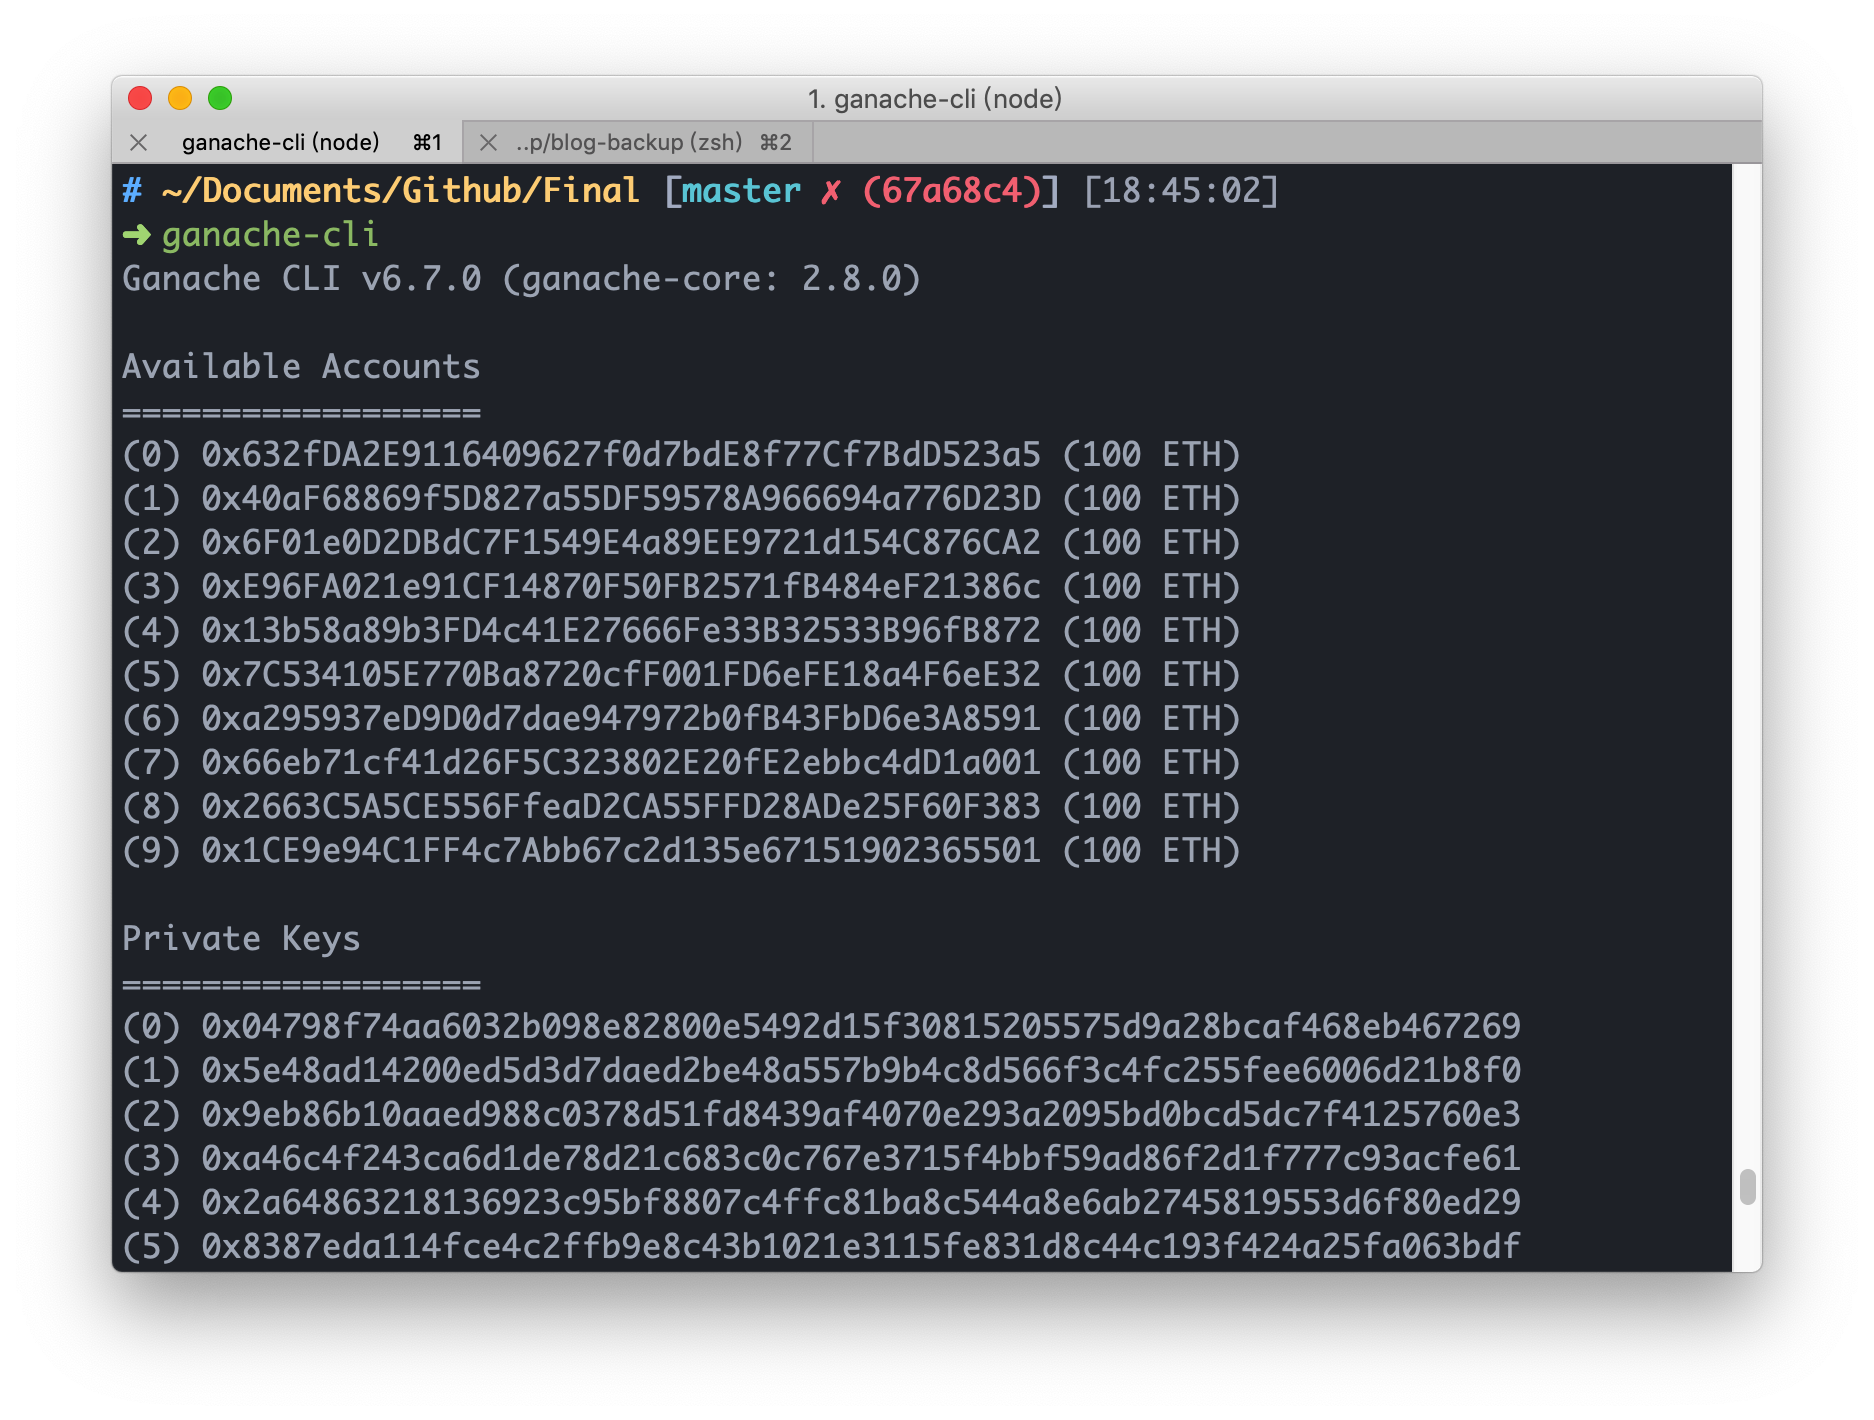 1. ganache-cli (node)
ganache-cli (node) ⌘1 ..p/blog-backup (zsh) ⌘2
# ~/Documents/Github/Final [master ✗ (67a68c4)] [18:45:02]
➜ ganache-cli
Ganache CLI v6.7.0 (ganache-core: 2.8.0)
Available Accounts
==================
(0) 0x632fDA2E9116409627f0d7bdE8f77Cf7BdD523a5 (100 ETH)
(1) 0x40aF68869f5D827a55DF59578A966694a776D23D (100 ETH)
(2) 0x6F01e0D2DBdC7F1549E4a89EE9721d154C876CA2 (100 ETH)
(3) 0xE96FA021e91CF14870F50FB2571fB484eF21386c (100 ETH)
(4) 0x13b58a89b3FD4c41E27666Fe33B32533B96fB872 (100 ETH)
(5) 0x7C534105E770Ba8720cfF001FD6eFE18a4F6eE32 (100 ETH)
(6) 0xa295937eD9D0d7dae947972b0fB43FbD6e3A8591 (100 ETH)
(7) 0x66eb71cf41d26F5C323802E20fE2ebbc4dD1a001 (100 ETH)
(8) 0x2663C5A5CE556FfeaD2CA55FFD28ADe25F60F383 (100 ETH)
(9) 0x1CE9e94C1FF4c7Abb67c2d135e67151902365501 (100 ETH)
Private Keys
==================
(0) 0x04798f74aa6032b098e82800e5492d15f30815205575d9a28bcaf468eb467269
(1) 0x5e48ad14200ed5d3d7daed2be48a557b9b4c8d566f3c4fc255fee6006d21b8f0
(2) 0x9eb86b10aaed988c0378d51fd8439af4070e293a2095bd0bcd5dc7f4125760e3
(3) 0xa46c4f243ca6d1de78d21c683c0c767e3715f4bbf59ad86f2d1f777c93acfe61
(4) 0x2a64863218136923c95bf8807c4ffc81ba8c544a8e6ab2745819553d6f80ed29
(5) 0x8387eda114fce4c2ffb9e8c43b1021e3115fe831d8c44c193f424a25fa063bdf